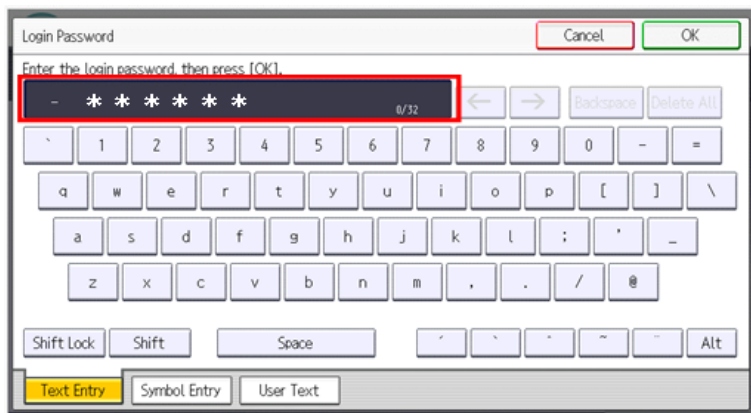 Login Password Cancel OK
Enter the login password, then press [OK].
- ＊＊＊＊＊＊ 0/32 ← → Backspace Delete All
` 1 2 3 4 5 6 7 8 9 0 - =
q w e r t y u i o p [ ] \
a s d f g h j k l ; ' _
z x c v b n m , . / @
Shift Lock Shift Space ´ ` ^ ~ ¨ Alt
Text Entry Symbol Entry User Text